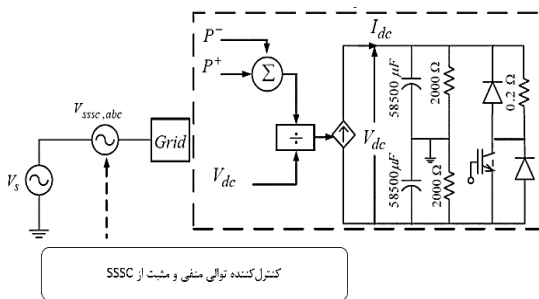 P⁻
P⁺
Σ
÷
V_dc
I_dc
V_dc
58500 μF
2000 Ω
0.2 Ω
58500 μF
2000 Ω
V_sssc,abc
Grid
V_s
کنترل‌کننده توالی منفی و مثبت از SSSC